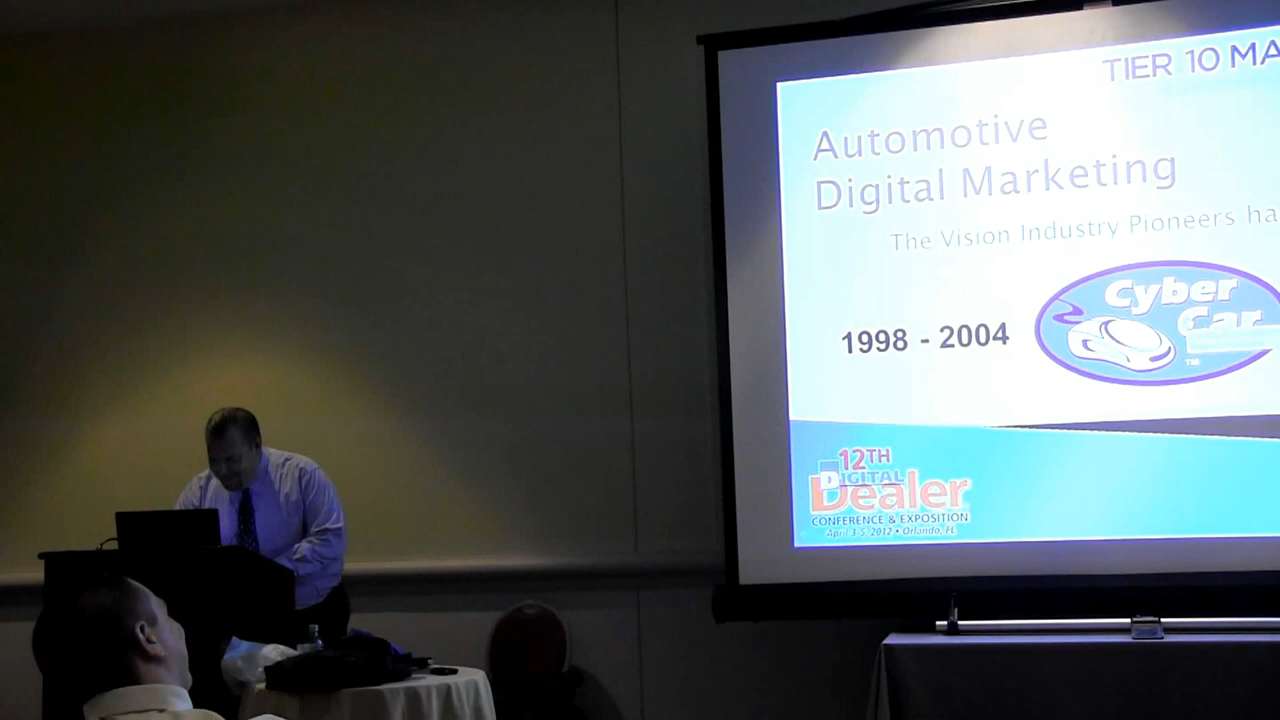 TIER 10 MA
Automotive
Digital Marketing
The Vision Industry Pioneers ha
1998 - 2004
Cyber
Car
TM
12TH
DIGITAL
Dealer
CONFERENCE & EXPOSITION
April 3-5, 2012 • Orlando, FL